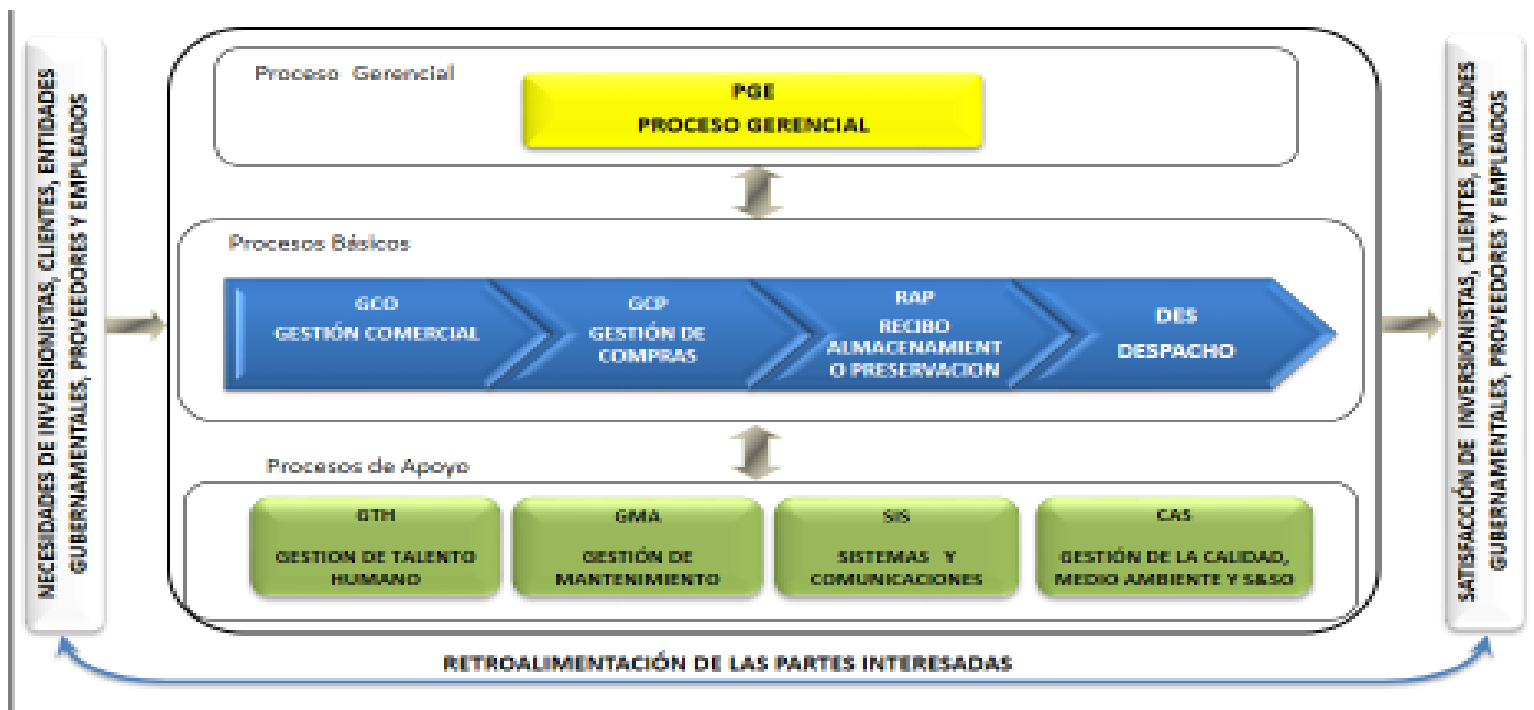 NECESIDADES DE INVERSIONISTAS, CLIENTES, ENTIDADES
GUBERNAMENTALES, PROVEEDORES Y EMPLEADOS
Proceso Gerencial
PGE
PROCESO GERENCIAL
Procesos Básicos
GCO
GESTIÓN COMERCIAL
GCP
GESTIÓN DE
COMPRAS
RAP
RECIBO
ALMACENAMIENT
O PRESERVACION
DES
DESPACHO
Procesos de Apoyo
GTH
GESTION DE TALENTO
HUMANO
GMA
GESTIÓN DE
MANTENIMIENTO
SIS
SISTEMAS Y
COMUNICACIONES
CAS
GESTIÓN DE LA CALIDAD,
MEDIO AMBIENTE Y S&SO
SATISFACCIÓN DE INVERSIONISTAS, CLIENTES, ENTIDADES
GUBERNAMENTALES, PROVEEDORES Y EMPLEADOS
RETROALIMENTACIÓN DE LAS PARTES INTERESADAS